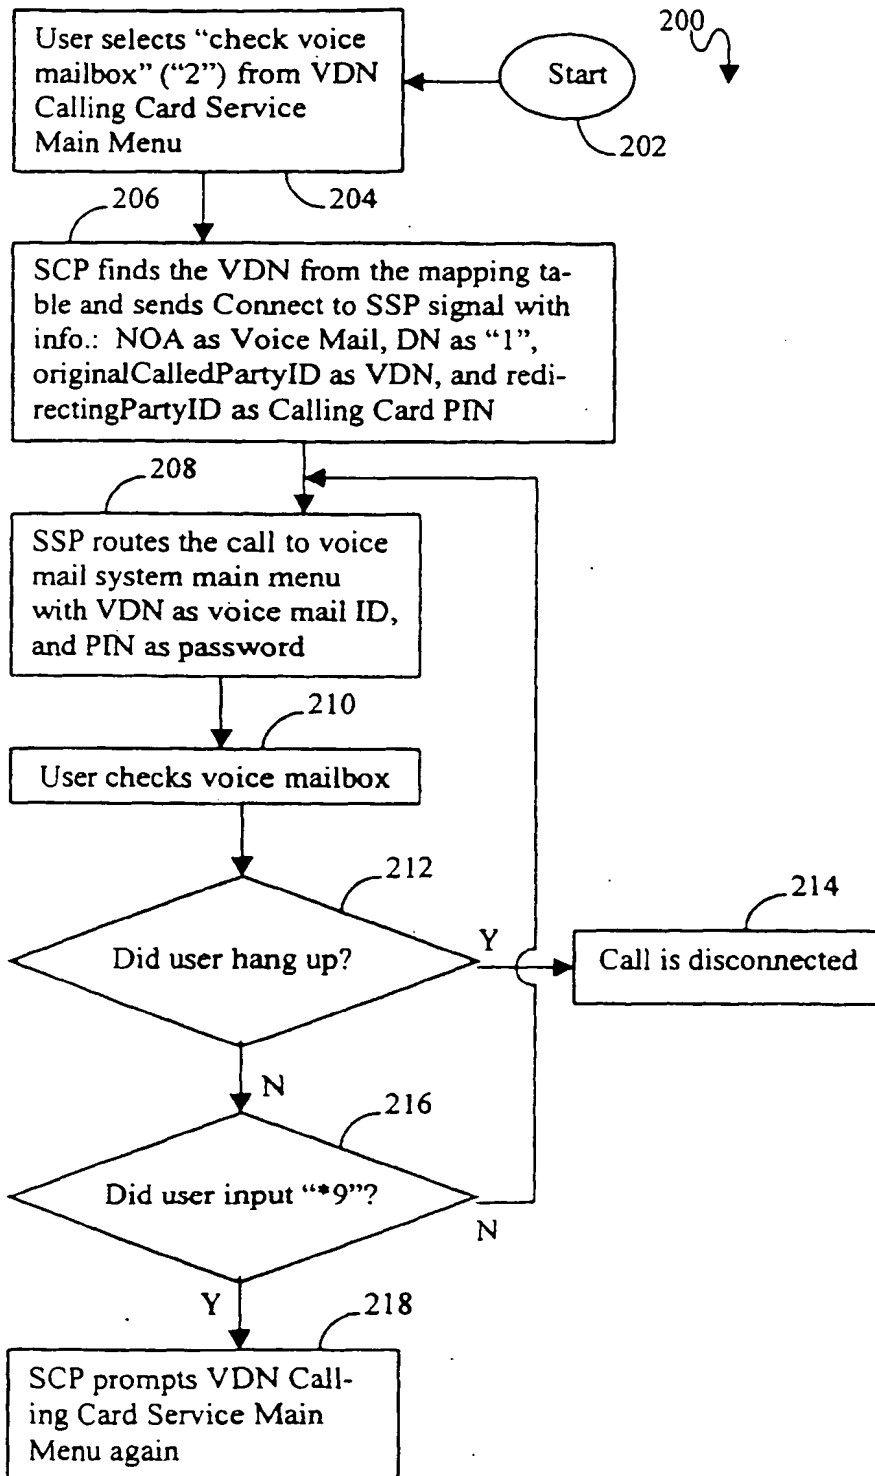 200
Start
202
User selects “check voice
mailbox” (“2”) from VDN
Calling Card Service
Main Menu
204
206
SCP finds the VDN from the mapping ta-
ble and sends Connect to SSP signal with
info.: NOA as Voice Mail, DN as “1”,
originalCalledPartyID as VDN, and redi-
rectingPartyID as Calling Card PIN
208
SSP routes the call to voice
mail system main menu
with VDN as voice mail ID,
and PIN as password
210
User checks voice mailbox
212
Did user hang up?
Y
214
Call is disconnected
N
216
Did user input “*9”?
N
Y
218
SCP prompts VDN Call-
ing Card Service Main
Menu again